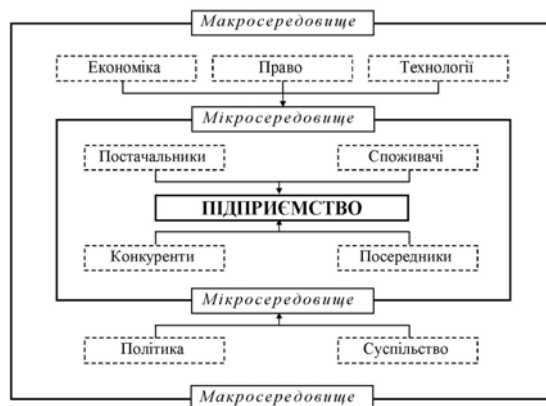 Макросередовище
Економіка
Право
Технології
Мікросередовище
Постачальники
Споживачі
ПІДПРИЄМСТВО
Конкуренти
Посередники
Мікросередовище
Політика
Суспільство
Макросередовище